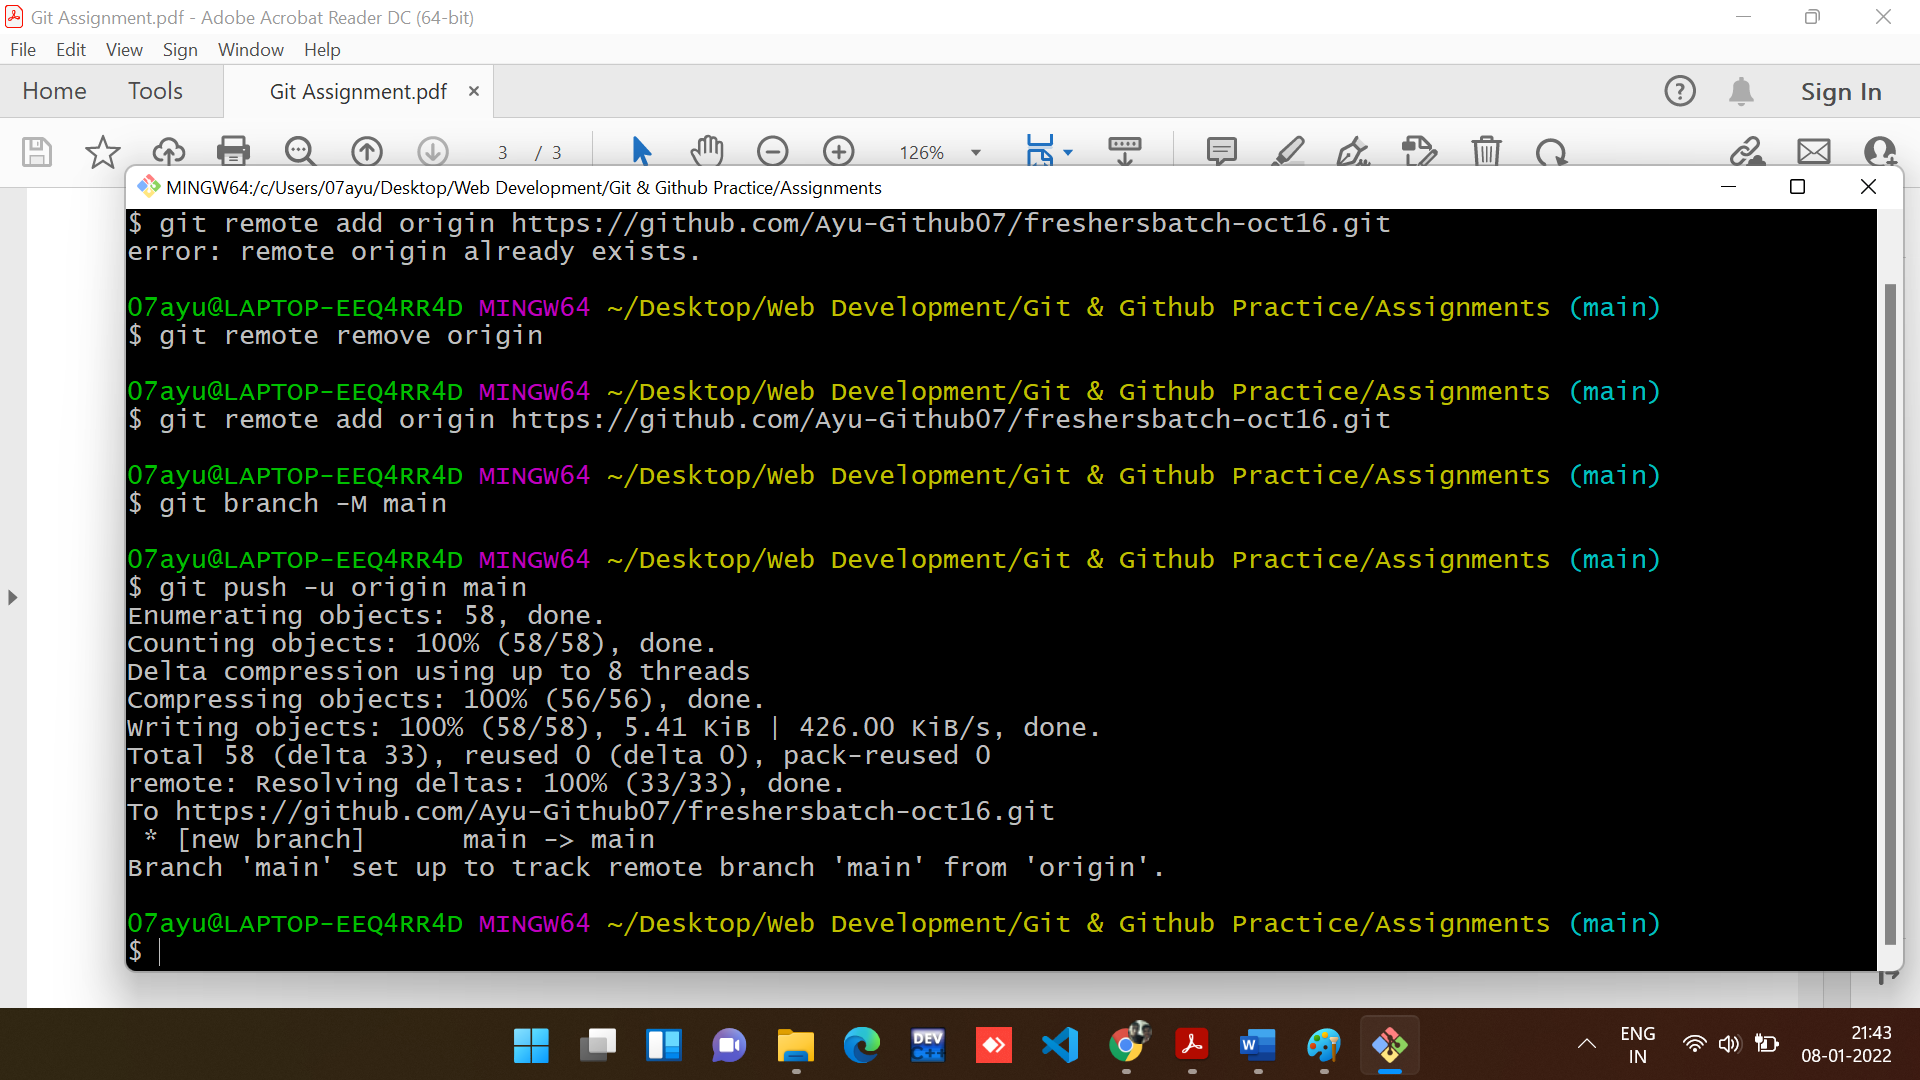 Git Assignment.pdf - Adobe Acrobat Reader DC (64-bit)
File Edit View Sign Window Help
Home Tools Git Assignment.pdf × ? Sign In
3 / 3 126%
MINGW64:/c/Users/07ayu/Desktop/Web Development/Git & Github Practice/Assignments
$ git remote add origin https://github.com/Ayu-Github07/freshersbatch-oct16.git
error: remote origin already exists.
07ayu@LAPTOP-EEQ4RR4D MINGW64 ~/Desktop/Web Development/Git & Github Practice/Assignments (main)
$ git remote remove origin
07ayu@LAPTOP-EEQ4RR4D MINGW64 ~/Desktop/Web Development/Git & Github Practice/Assignments (main)
$ git remote add origin https://github.com/Ayu-Github07/freshersbatch-oct16.git
07ayu@LAPTOP-EEQ4RR4D MINGW64 ~/Desktop/Web Development/Git & Github Practice/Assignments (main)
$ git branch -M main
07ayu@LAPTOP-EEQ4RR4D MINGW64 ~/Desktop/Web Development/Git & Github Practice/Assignments (main)
$ git push -u origin main
Enumerating objects: 58, done.
Counting objects: 100% (58/58), done.
Delta compression using up to 8 threads
Compressing objects: 100% (56/56), done.
Writing objects: 100% (58/58), 5.41 KiB | 426.00 KiB/s, done.
Total 58 (delta 33), reused 0 (delta 0), pack-reused 0
remote: Resolving deltas: 100% (33/33), done.
To https://github.com/Ayu-Github07/freshersbatch-oct16.git
 * [new branch]      main -> main
Branch 'main' set up to track remote branch 'main' from 'origin'.
07ayu@LAPTOP-EEQ4RR4D MINGW64 ~/Desktop/Web Development/Git & Github Practice/Assignments (main)
$
DEV
C++
W
ENG
IN
21:43
08-01-2022